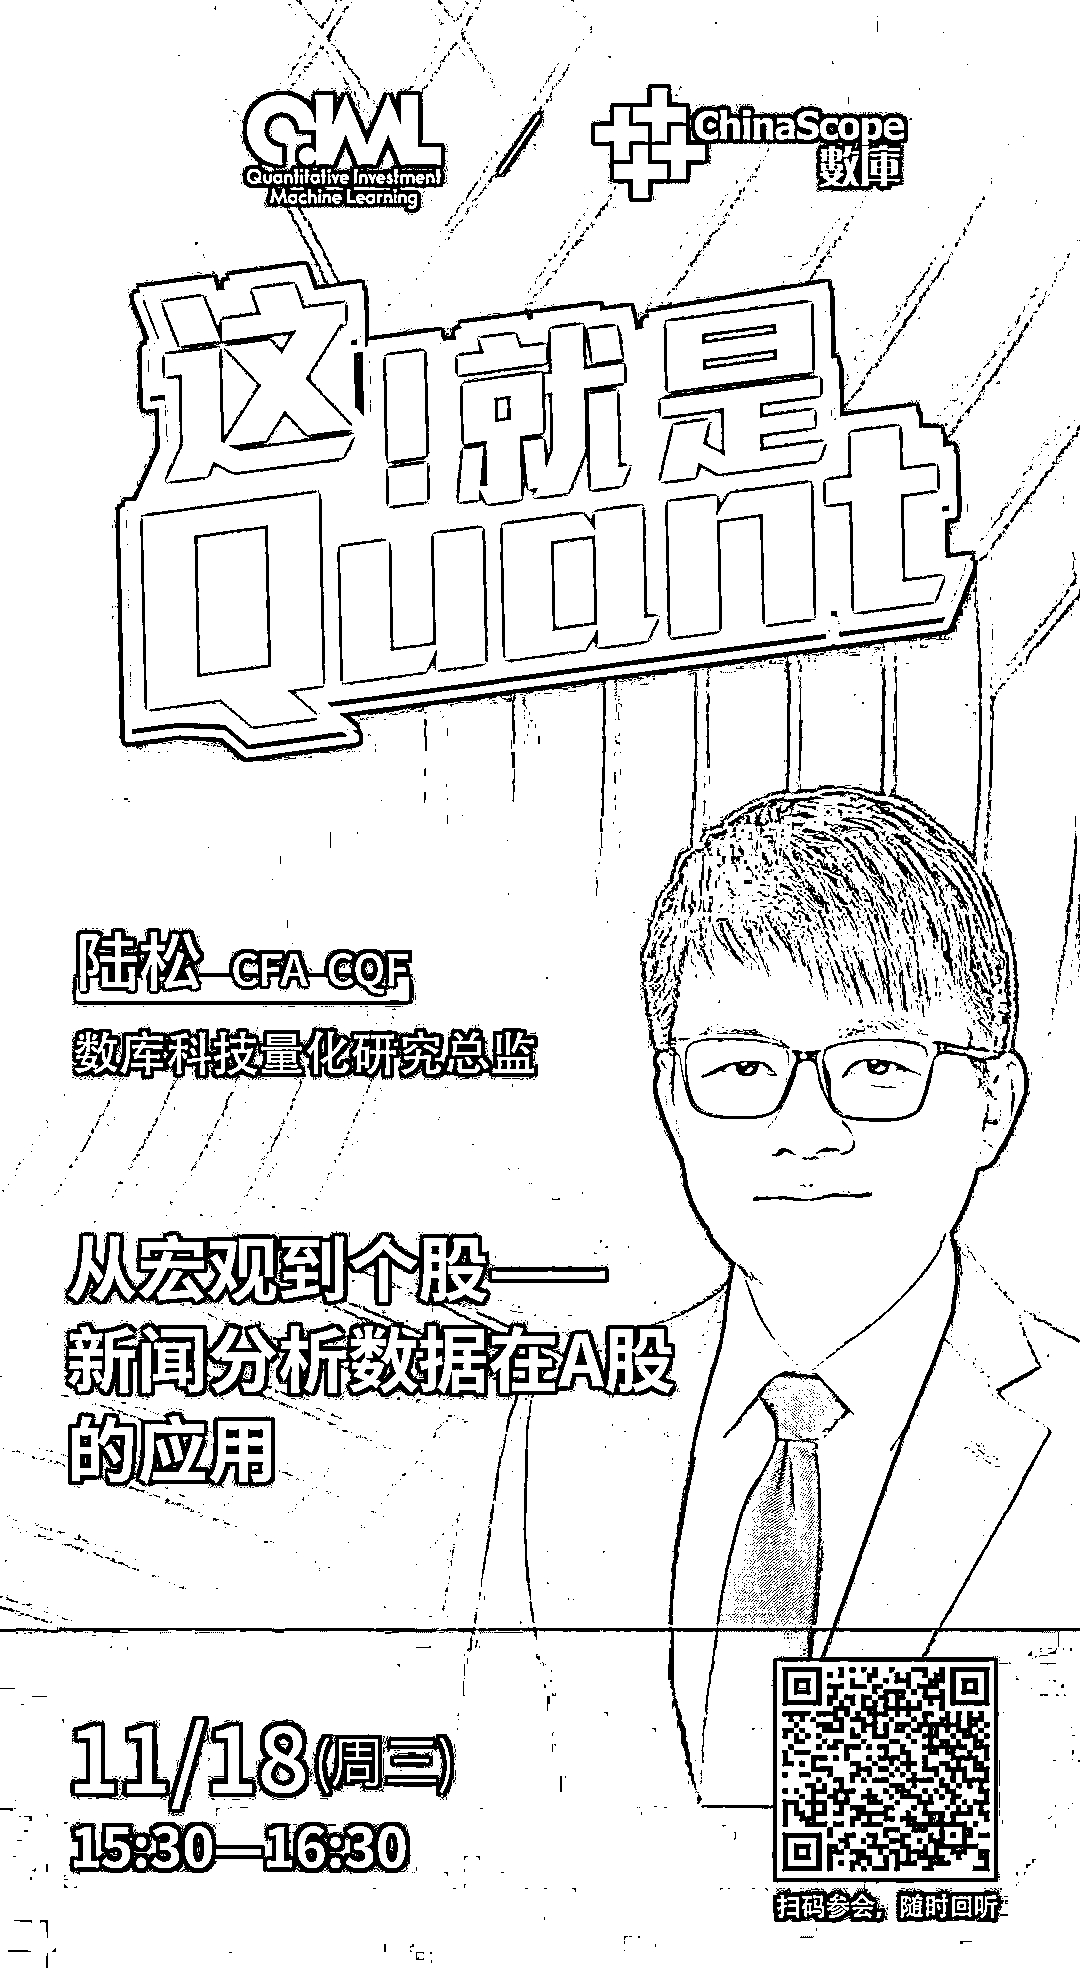 QIML
Quantitative Investment
Machine Learning
ChinaScope
數庫
这!就是
Quant
陆松 CFA CQF
数库科技量化研究总监
从宏观到个股——
新闻分析数据在A股
的应用
11/18(周三)
15:30—16:30
扫码参会，随时回听